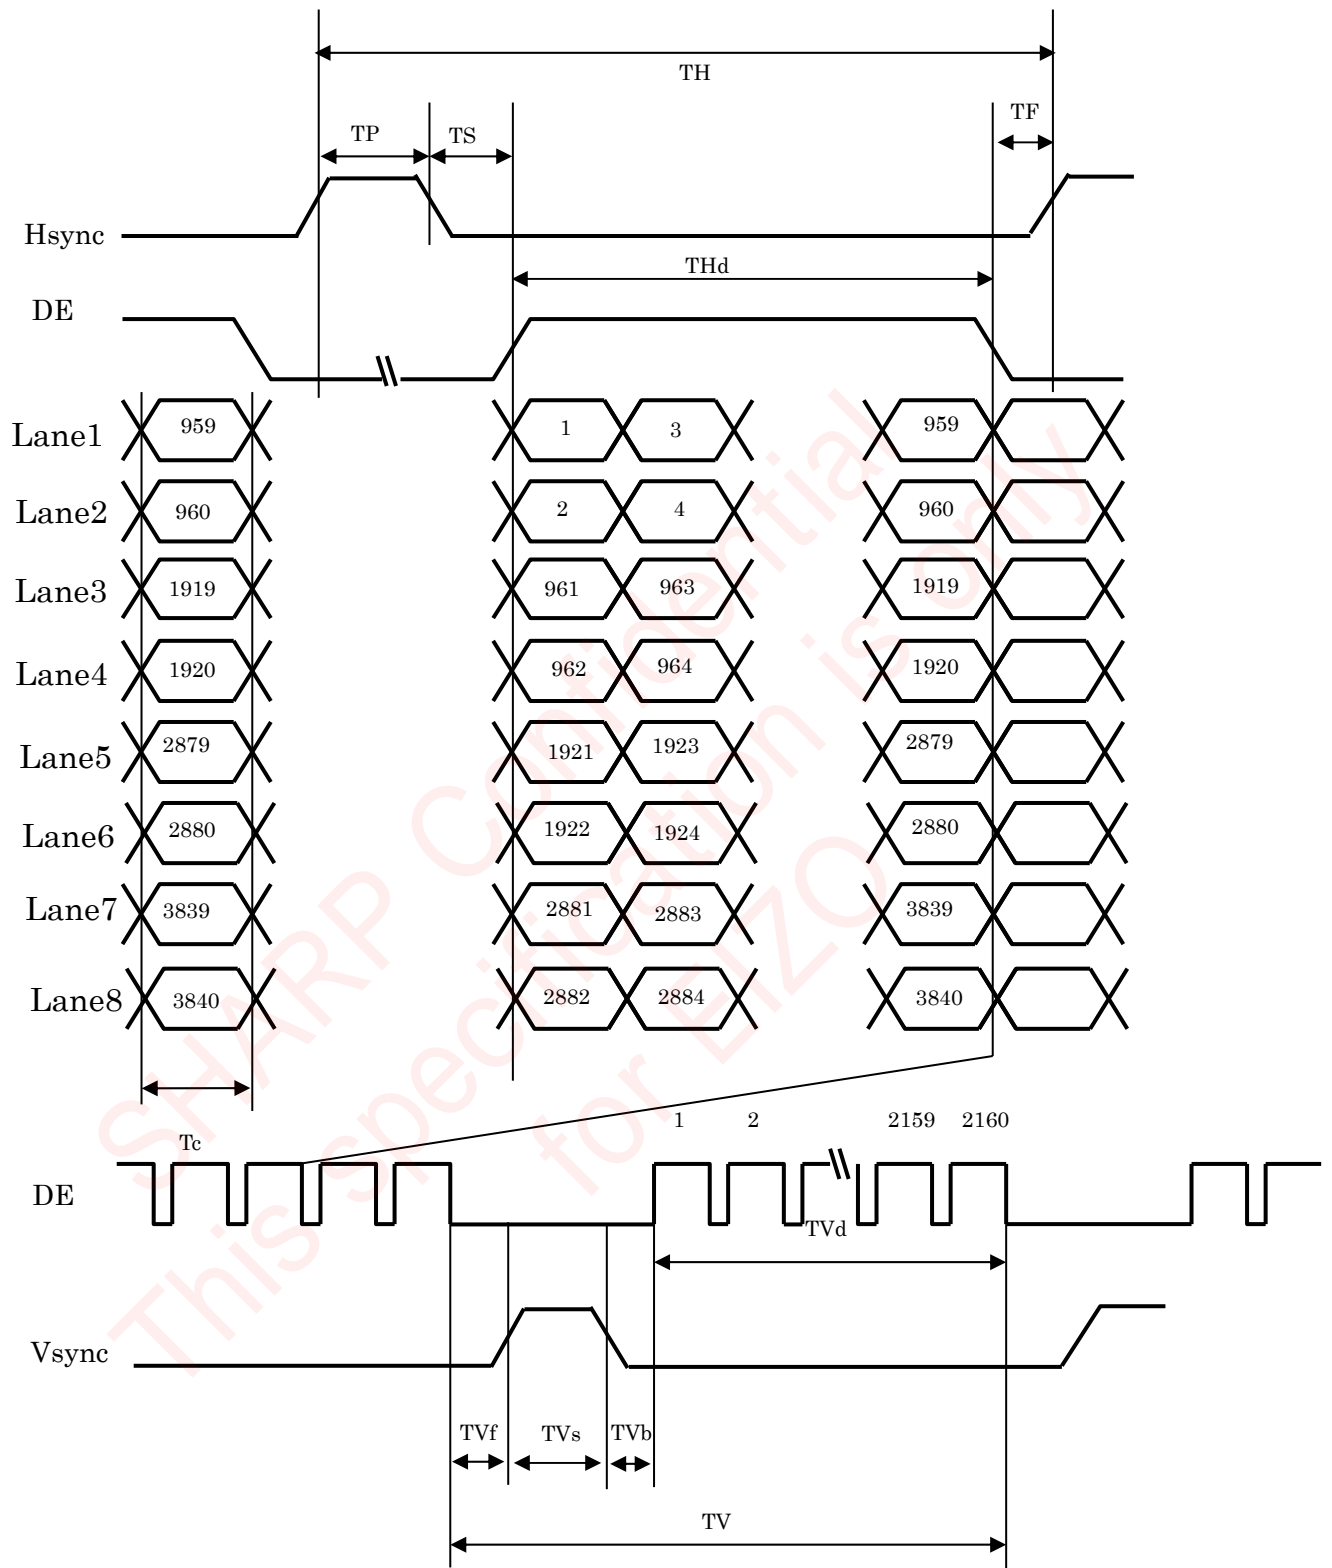 TH
TP TS TF
Hsync
THd
DE
Lane1 959 1 3 959
Lane2 960 2 4 960
Lane3 1919 961 963 1919
Lane4 1920 962 964 1920
Lane5 2879 1921 1923 2879
Lane6 2880 1922 1924 2880
Lane7 3839 2881 2883 3839
Lane8 3840 2882 2884 3840
Tc
1 2 2159 2160
DE
TVd
Vsync
TVf TVs TVb
TV
SHARP Confidential
This specification is only
for EIZO